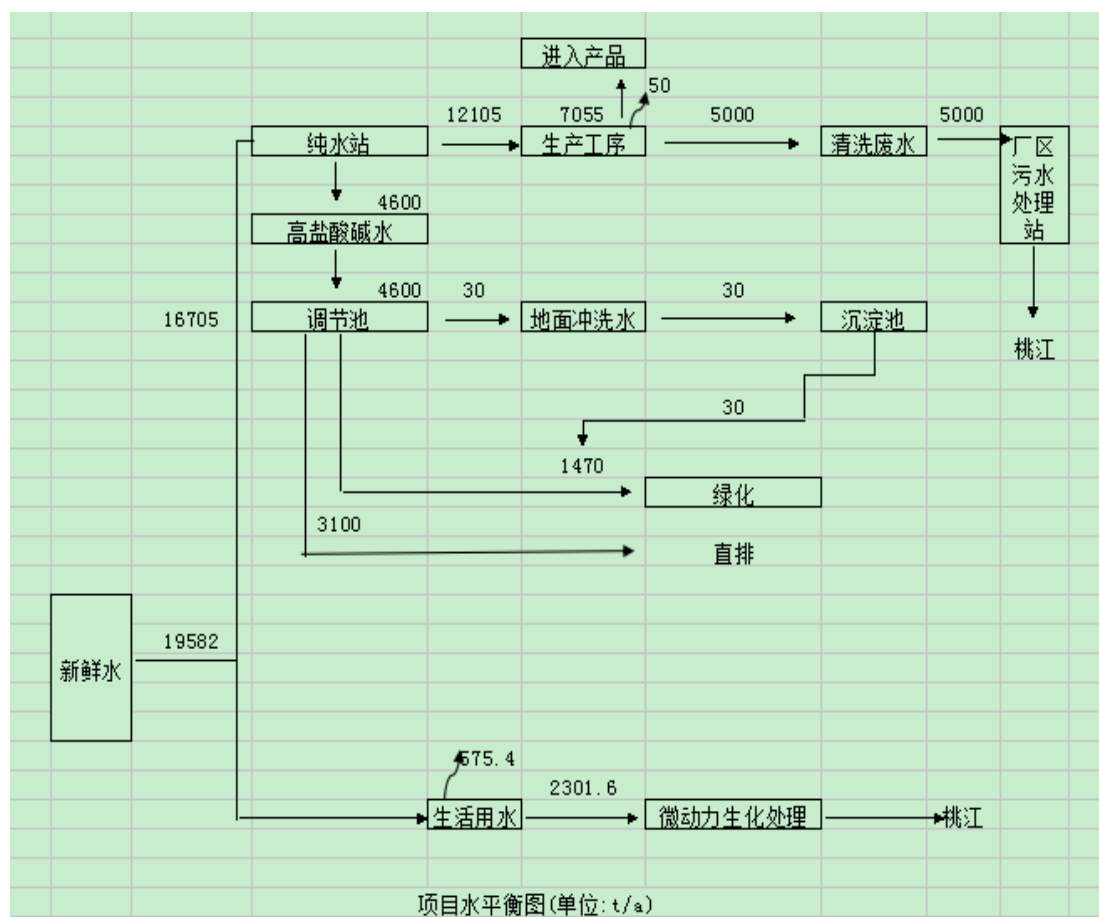 进入产品
50
12105
7055
5000
5000
纯水站
生产工序
清洗废水
厂区
污水
处理
站
4600
高盐酸碱水
4600
30
30
16705
调节池
地面冲洗水
沉淀池
桃江
30
1470
绿化
3100
直排
19582
新鲜水
575.4
2301.6
生活用水
微动力生化处理
桃江
项目水平衡图(单位:t/a)